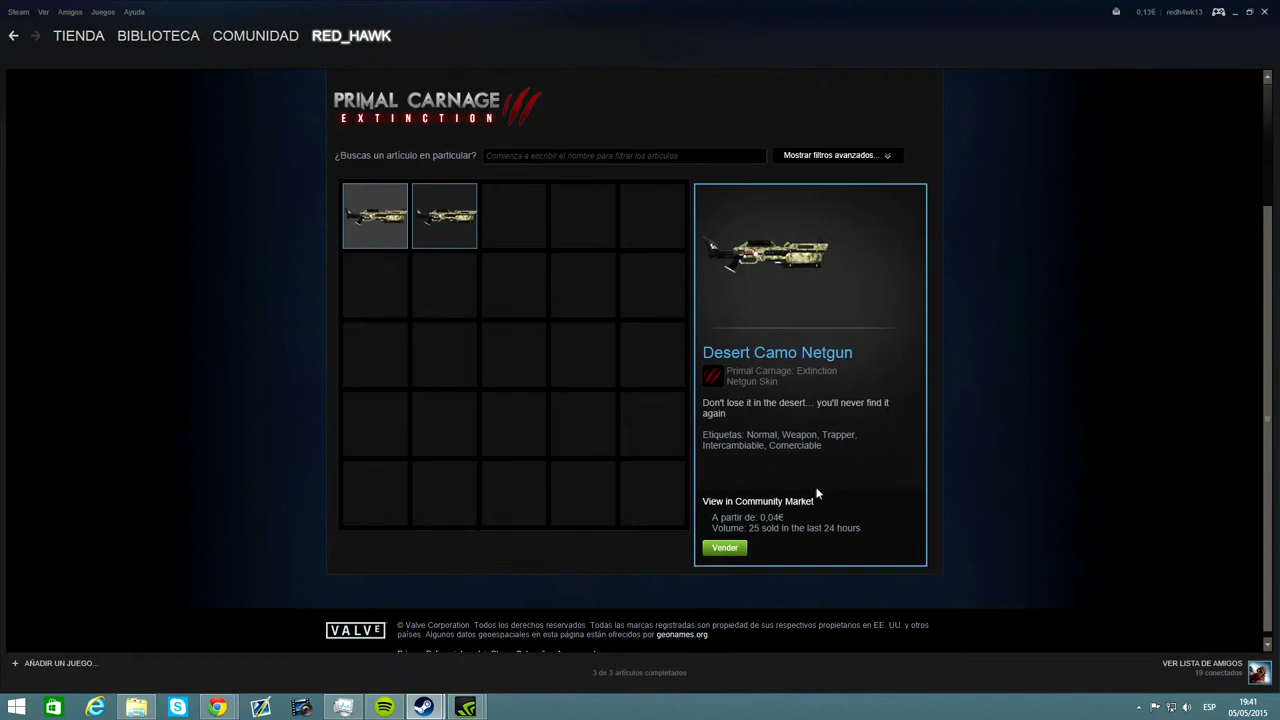 Steam Ver Amigos Juegos Ayuda
0,13€ redh4wk13
TIENDA BIBLIOTECA COMUNIDAD RED_HAWK
PRIMAL CARNAGE
EXTINCTION
¿Buscas un artículo en particular? Comienza a escribir el nombre para filtrar los artículos Mostrar filtros avanzados...
Desert Camo Netgun
Primal Carnage: Extinction
Netgun Skin
Don't lose it in the desert... you'll never find it
again
Etiquetas: Normal, Weapon, Trapper,
Intercambiable, Comerciable
View in Community Market
A partir de: 0,04€
Volume: 25 sold in the last 24 hours
Vender
VALVE
© Valve Corporation. Todos los derechos reservados. Todas las marcas registradas son propiedad de sus respectivos propietarios en EE. UU. y otros
países. Algunos datos geoespaciales en esta página están ofrecidos por geonames.org
+ AÑADIR UN JUEGO...
3 de 3 artículos completados
VER LISTA DE AMIGOS
19 conectados
ESP
19:41
05/05/2015